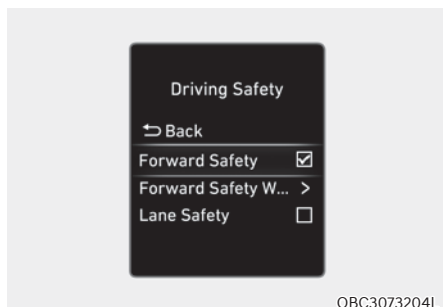 Driving Safety
Back
Forward Safety
Forward Safety W... >
Lane Safety
OBC3073204L